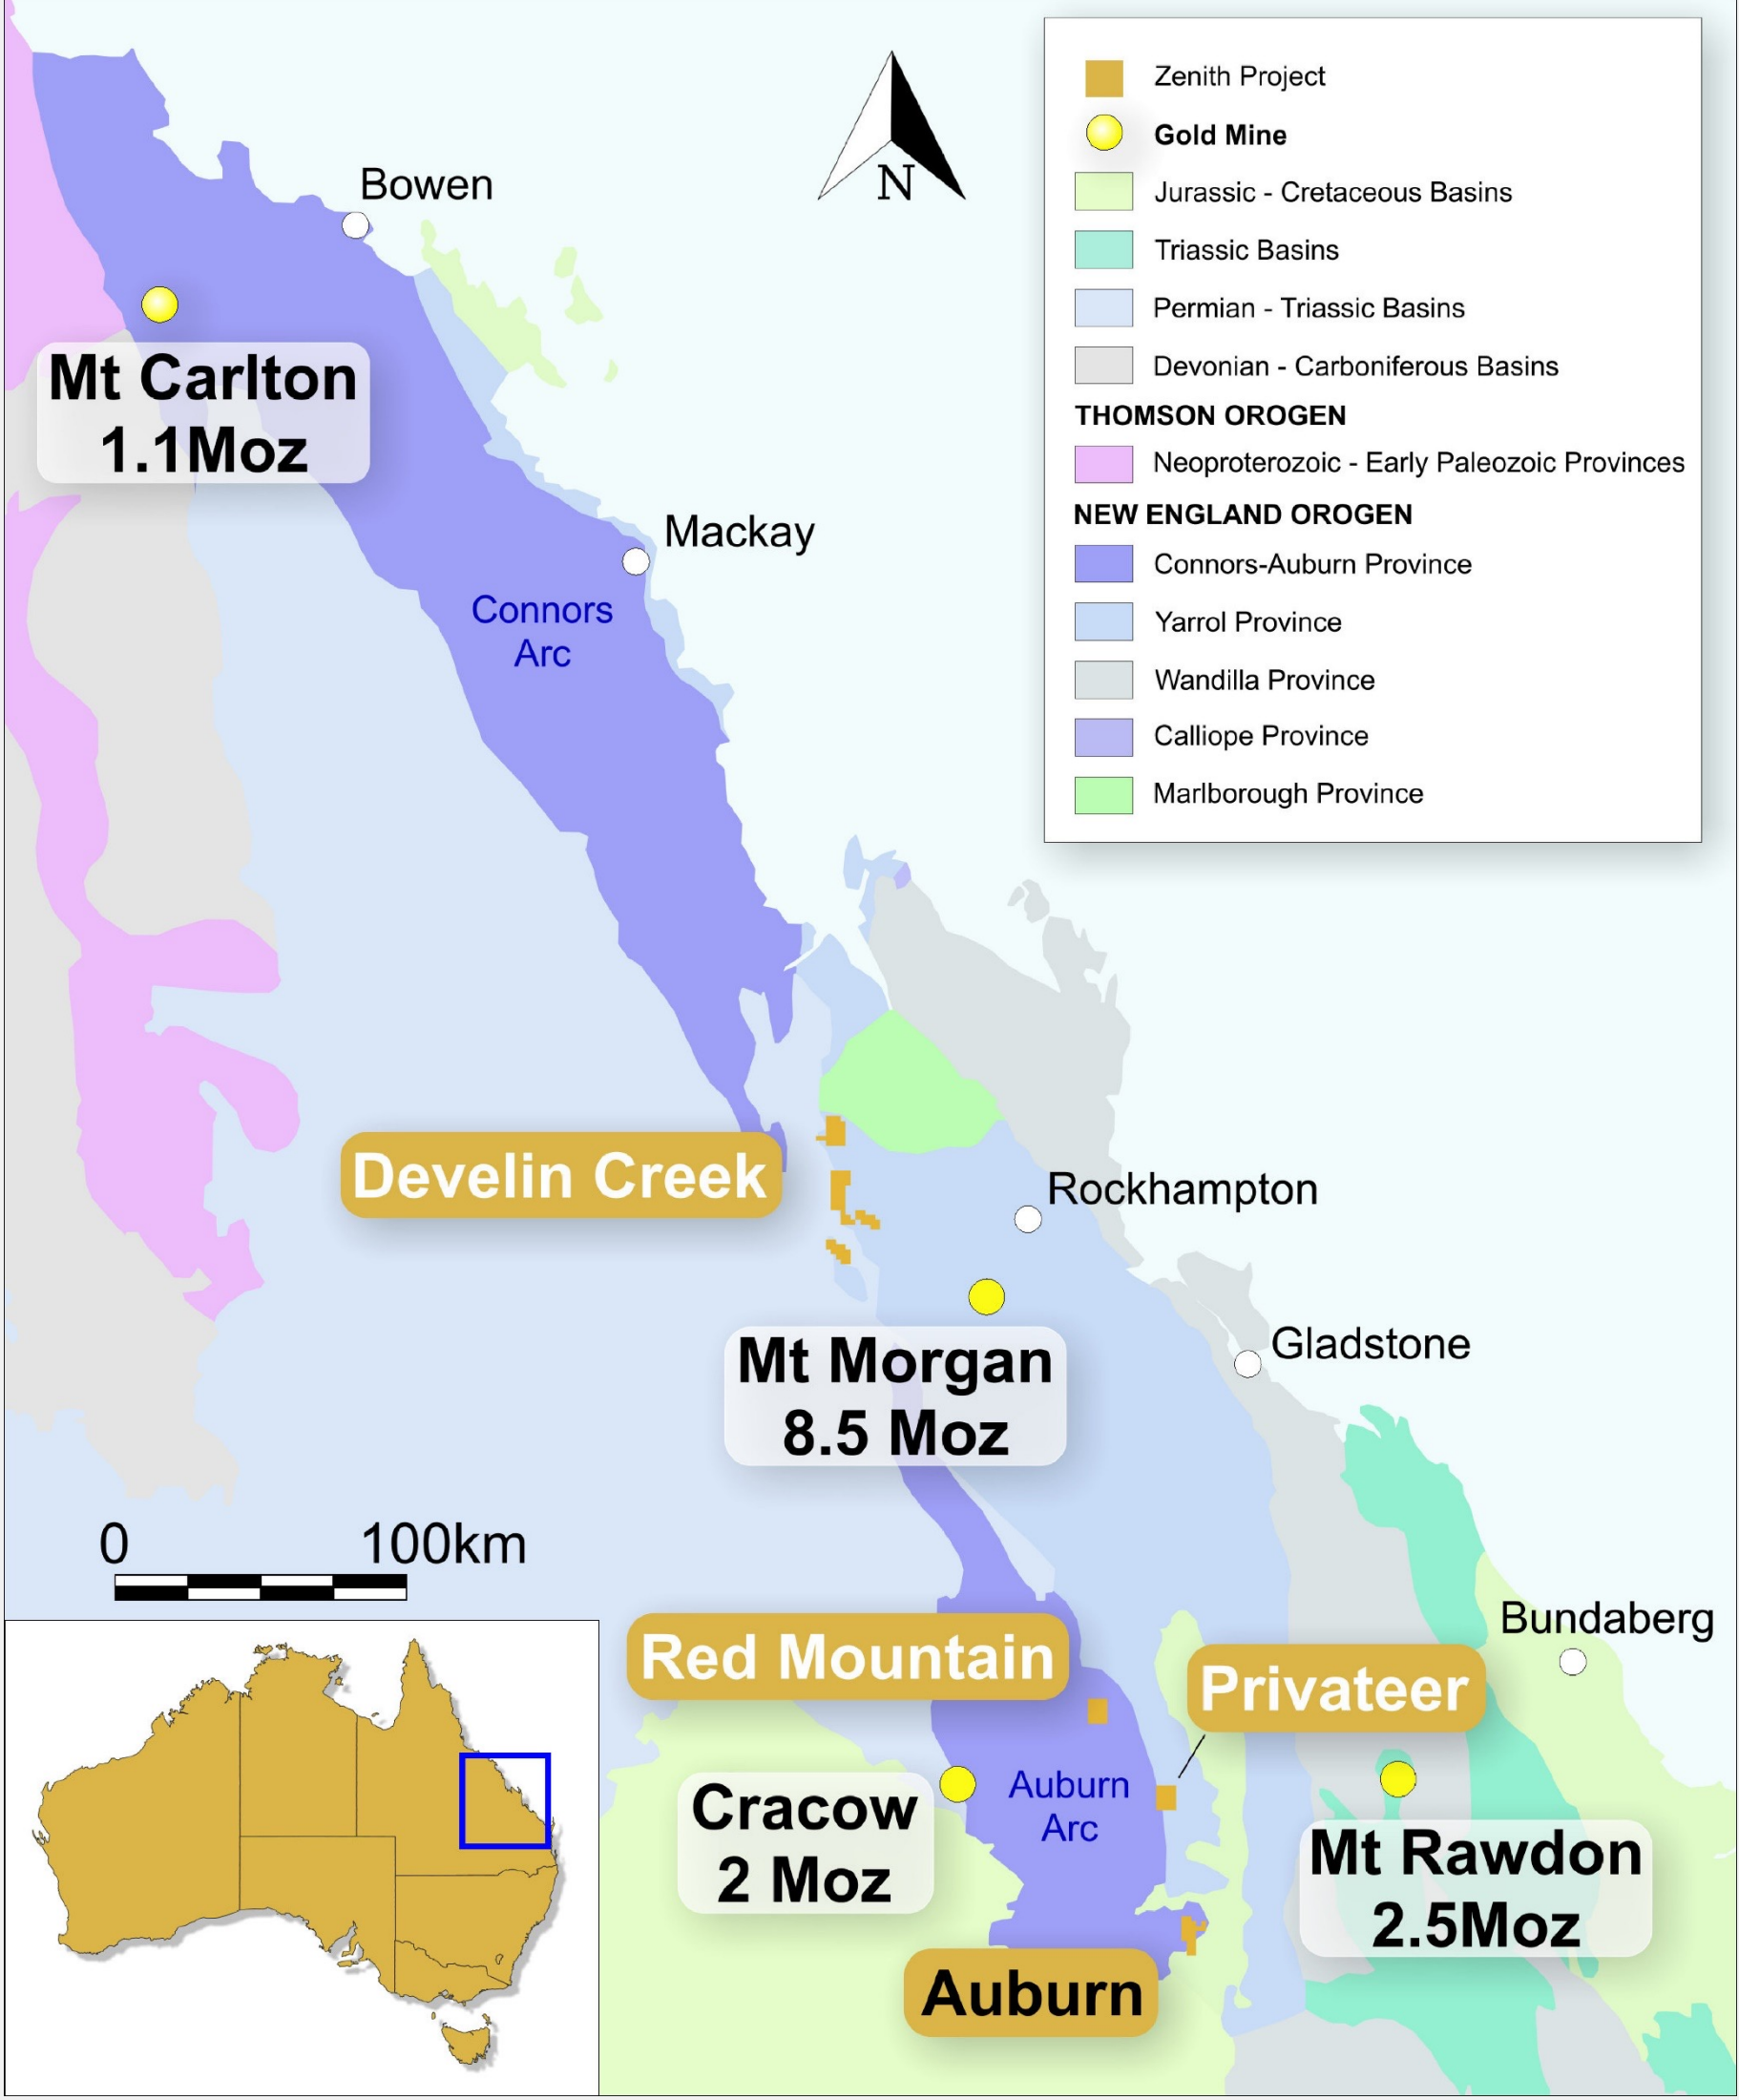 Bowen
N
Mt Carlton
1.1Moz
Mackay
Connors
Arc
Zenith Project
Gold Mine
Jurassic - Cretaceous Basins
Triassic Basins
Permian - Triassic Basins
Devonian - Carboniferous Basins
THOMSON OROGEN
Neoproterozoic - Early Paleozoic Provinces
NEW ENGLAND OROGEN
Connors-Auburn Province
Yarrol Province
Wandilla Province
Calliope Province
Marlborough Province
Develin Creek
Rockhampton
Mt Morgan
8.5 Moz
Gladstone
0 100km
Red Mountain
Privateer
Bundaberg
Cracow
2 Moz
Auburn
Arc
Mt Rawdon
2.5Moz
Auburn